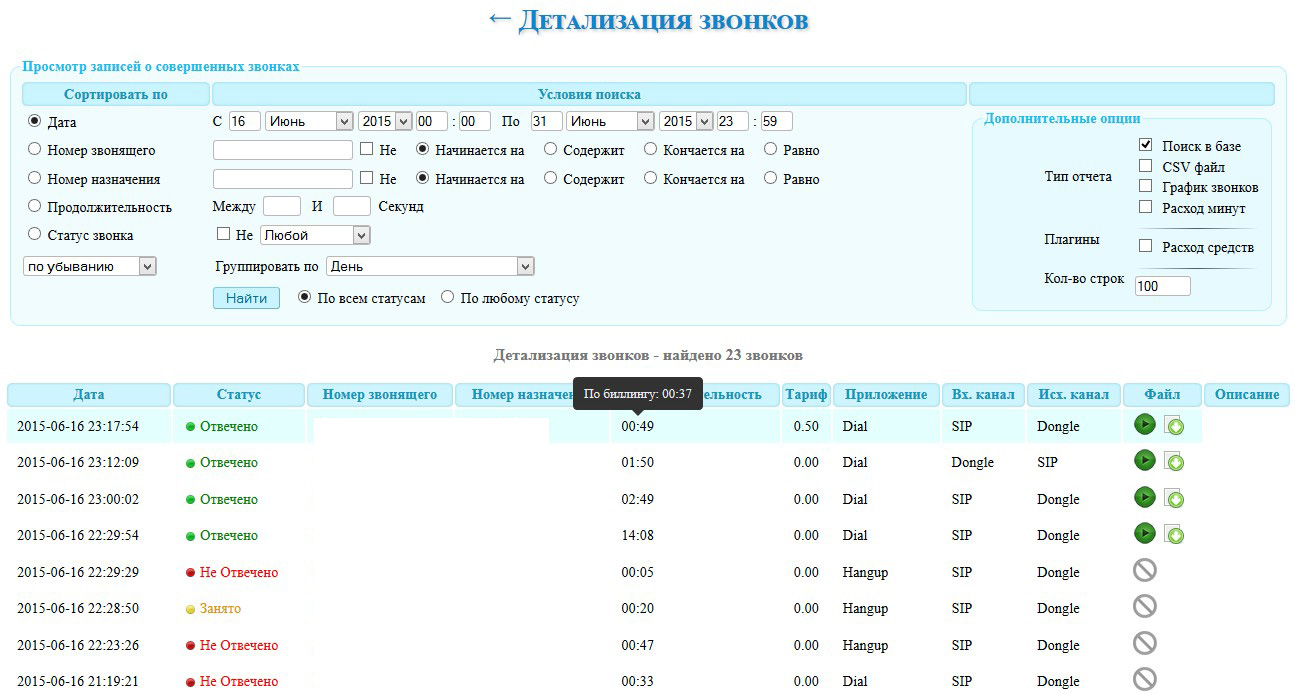 ← Детализация звонков
Просмотр записей о совершенных звонках
Сортировать по Условия поиска
Дата С 16 Июнь 2015 00 : 00 По 31 Июнь 2015 23 : 59
Дополнительные опции
Номер звонящего Не Начинается на Содержит Кончается на Равно
Номер назначения Не Начинается на Содержит Кончается на Равно
Продолжительность Между И Секунд
Статус звонка Не Любой
по убыванию Группировать по День
Найти По всем статусам По любому статусу
Тип отчета
Поиск в базе
CSV файл
График звонков
Расход минут
Плагины Расход средств
Кол-во строк 100
Детализация звонков - найдено 23 звонков
По биллингу: 00:37
Дата Статус Номер звонящего Номер назначен ельность Тариф Приложение Вх. канал Исх. канал Файл Описание
2015-06-16 23:17:54 Отвечено 00:49 0.50 Dial SIP Dongle
2015-06-16 23:12:09 Отвечено 01:50 0.00 Dial Dongle SIP
2015-06-16 23:00:02 Отвечено 02:49 0.00 Dial SIP Dongle
2015-06-16 22:29:54 Отвечено 14:08 0.00 Dial SIP Dongle
2015-06-16 22:29:29 Не Отвечено 00:05 0.00 Hangup SIP Dongle
2015-06-16 22:28:50 Занято 00:20 0.00 Hangup SIP Dongle
2015-06-16 22:23:26 Не Отвечено 00:47 0.00 Hangup SIP Dongle
2015-06-16 21:19:21 Не Отвечено 00:33 0.00 Dial SIP Dongle